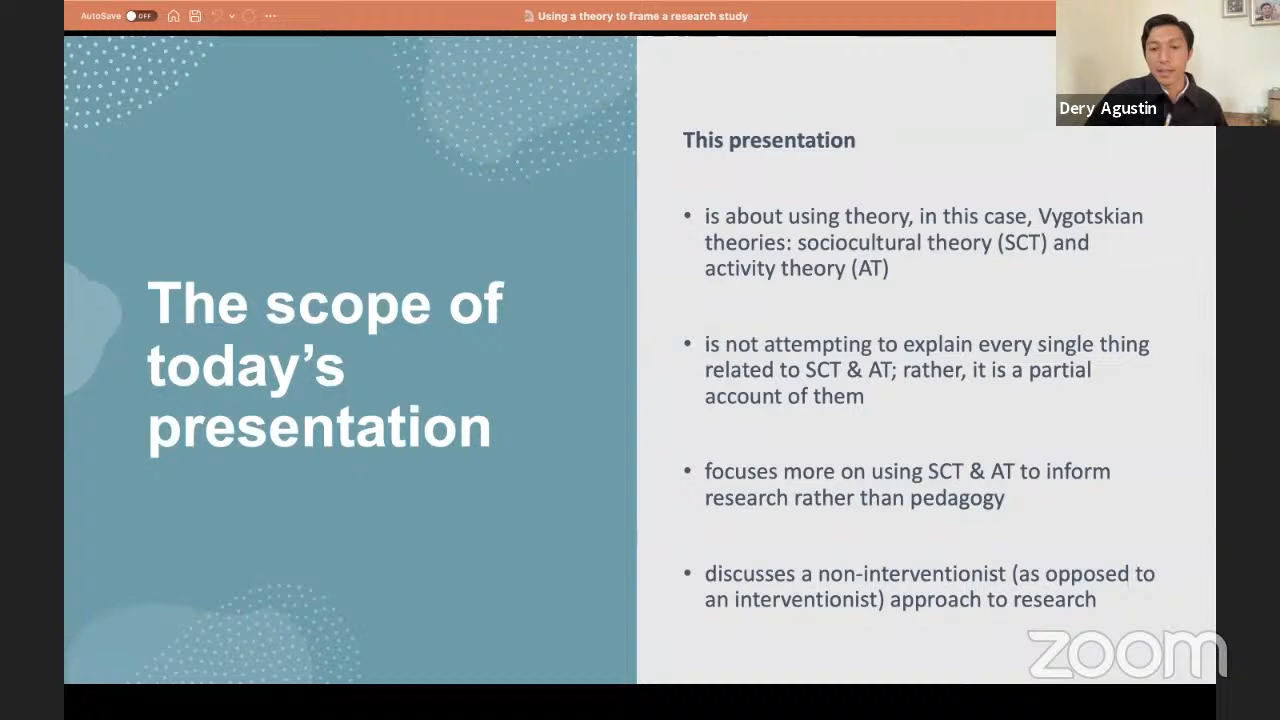 AutoSave OFF
Using a theory to frame a research study
Dery Agustin
The scope of
today's
presentation
This presentation
• is about using theory, in this case, Vygotskian
theories: sociocultural theory (SCT) and
activity theory (AT)
• is not attempting to explain every single thing
related to SCT & AT; rather, it is a partial
account of them
• focuses more on using SCT & AT to inform
research rather than pedagogy
• discusses a non-interventionist (as opposed to
an interventionist) approach to research
zoom